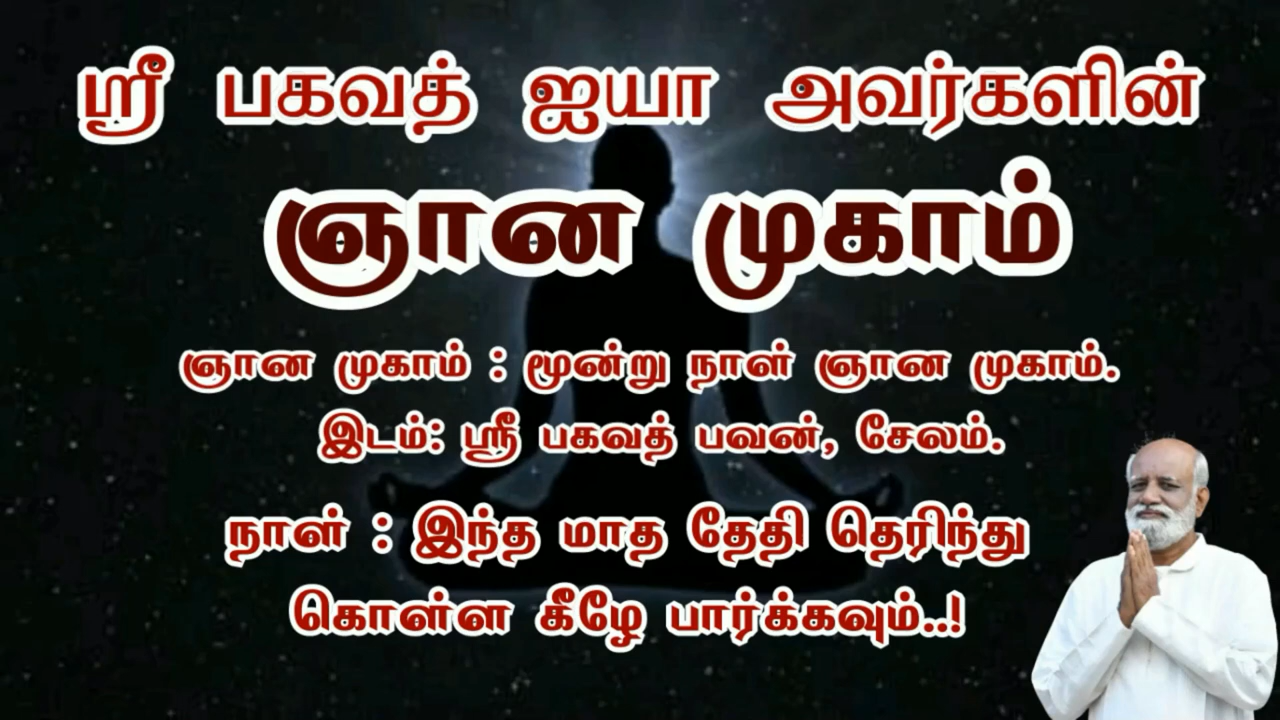 ஸ்ரீ பகவத் ஐயா அவர்களின்
ஞான முகாம்
ஞான முகாம் : மூன்று நாள் ஞான முகாம்.
இடம்: ஸ்ரீ பகவத் பவன், சேலம்.
நாள் : இந்த மாத தேதி தெரிந்து
கொள்ள கீழே பார்க்கவும்..!